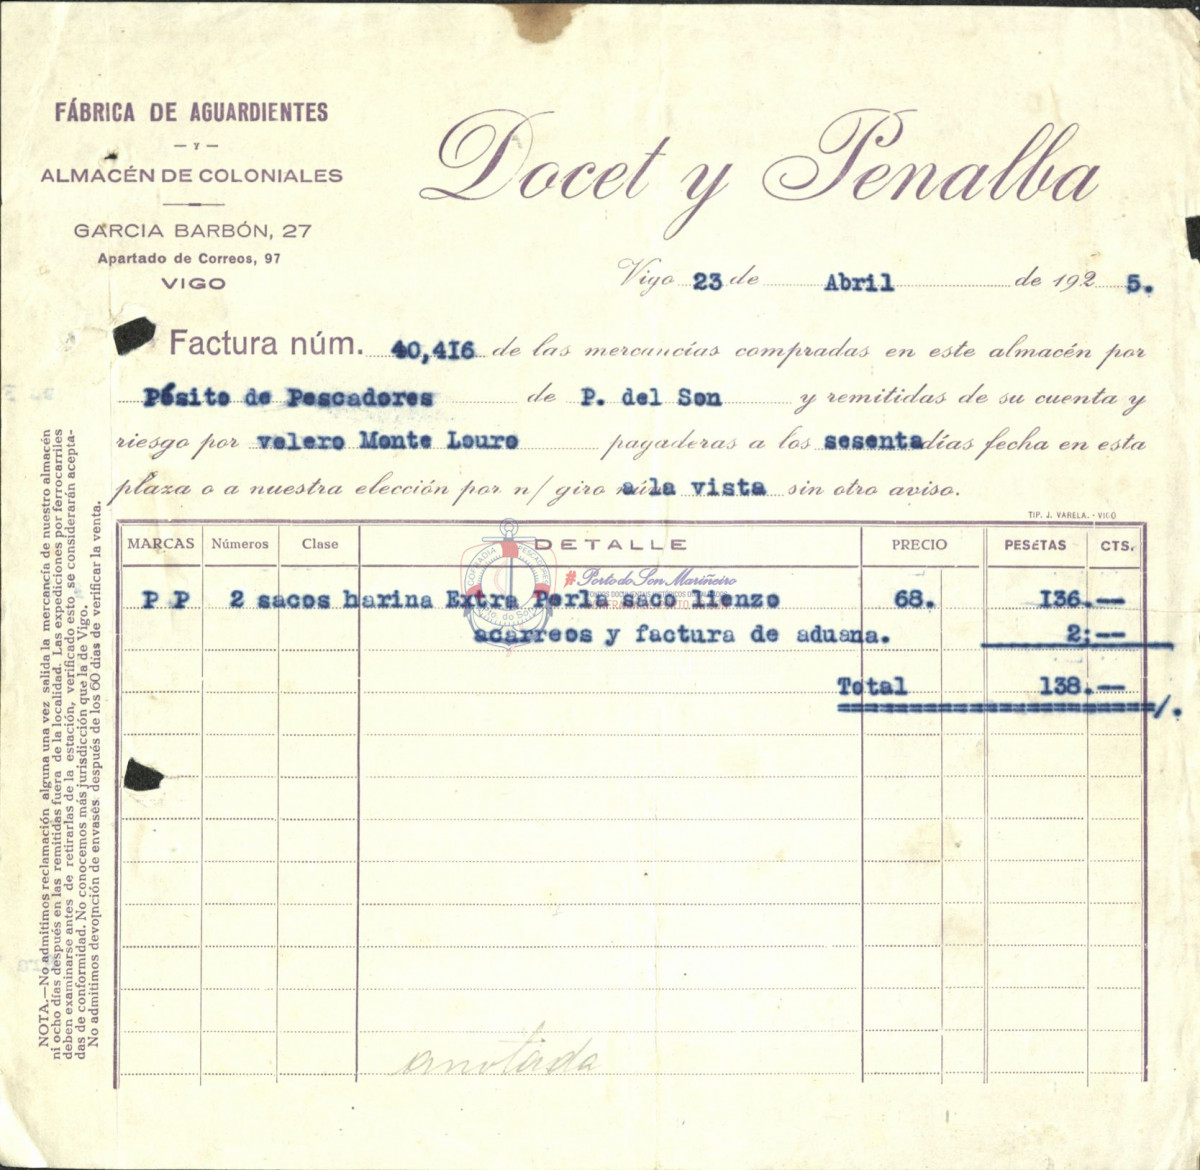 FÁBRICA DE AGUARDIENTES
— Y —
ALMACÉN DE COLONIALES
GARCIA BARBÓN, 27
Apartado de Correos, 97
VIGO
Docet y Penalba
Vigo 23 de Abril de 1925.
Factura núm. 40,416 de las mercancías compradas en este almacén por
Pósito de Pescadores de P. del Son y remitidas de su cuenta y
riesgo por velero Monte Louro pagaderas a los sesenta días fecha en esta
plaza o a nuestra elección por n/ giro a la vista sin otro aviso.
TIP. J. VARELA. - VIGO
MARCAS Números Clase DETALLE PRECIO PESETAS CTS.
P P 2 sacos harina Extra Perla saco lienzo 68. 136.--
acarreos y factura de aduana. 2;--
Total 138.--
/.
NOTA.—No admitimos reclamación alguna una vez salida la mercancía de nuestro almacén
ni ocho días después en las remitidas fuera de la localidad. Las expediciones por ferrocarriles
deben examinarse antes de retirarlas de la estación, verificado esto, se considerarán acepta-
das de conformidad. No conocemos más jurisdicción que la de Vigo.
No admitimos devolución de envases después de los 60 días de verificar la venta.
#Porto do Son Mariñeiro
COFRADIA PESCADORES
do Son
anotada